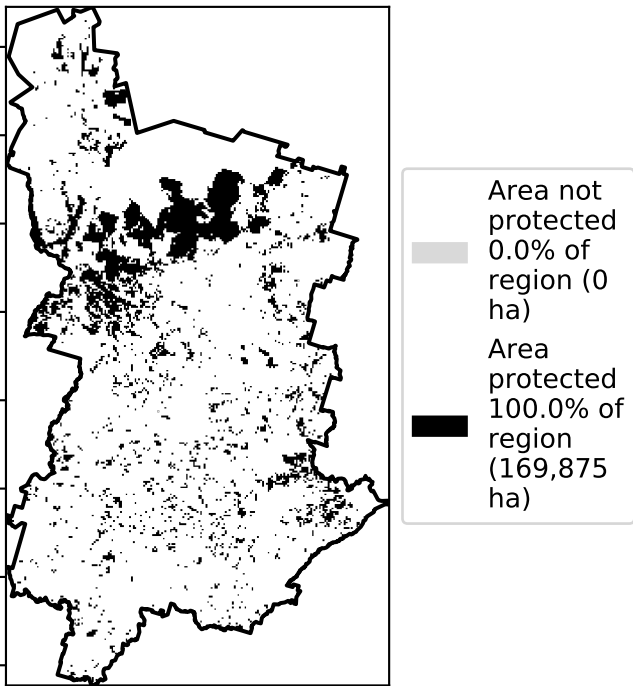 Area not
protected
0.0% of
region (0
ha)
Area
protected
100.0% of
region
(169,875
ha)